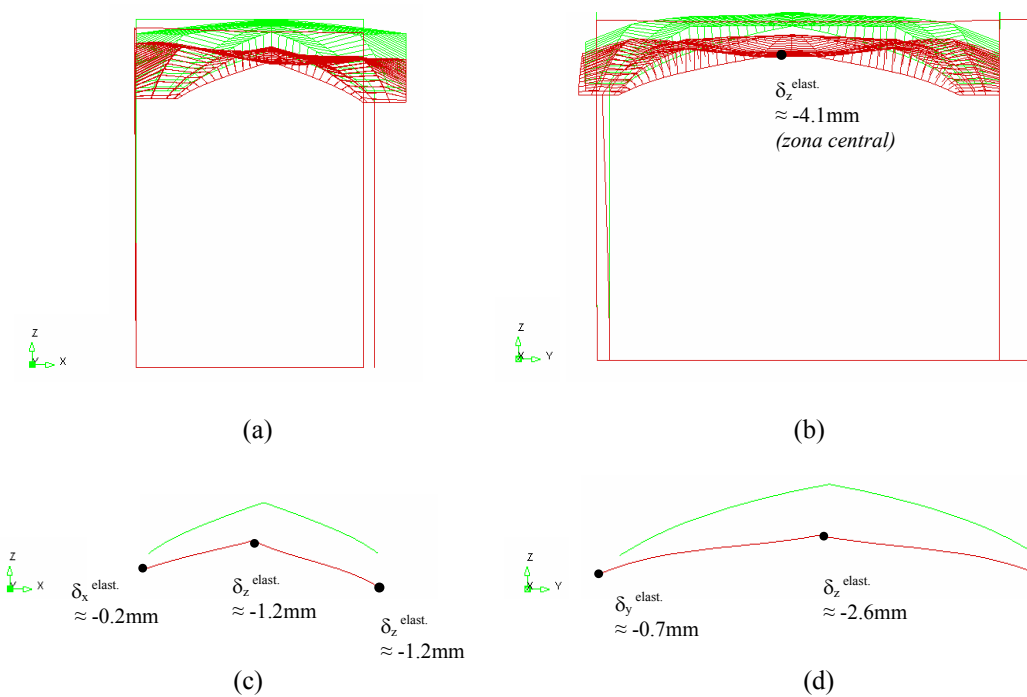 δz^elast.
≈ -4.1mm
(zona central)
Z
Y X
Z
X Y
(a)
(b)
Z
Y X
δx^elast.
≈ -0.2mm
δz^elast.
≈ -1.2mm
δz^elast.
≈ -1.2mm
Z
X Y
δy^elast.
≈ -0.7mm
δz^elast.
≈ -2.6mm
(c)
(d)